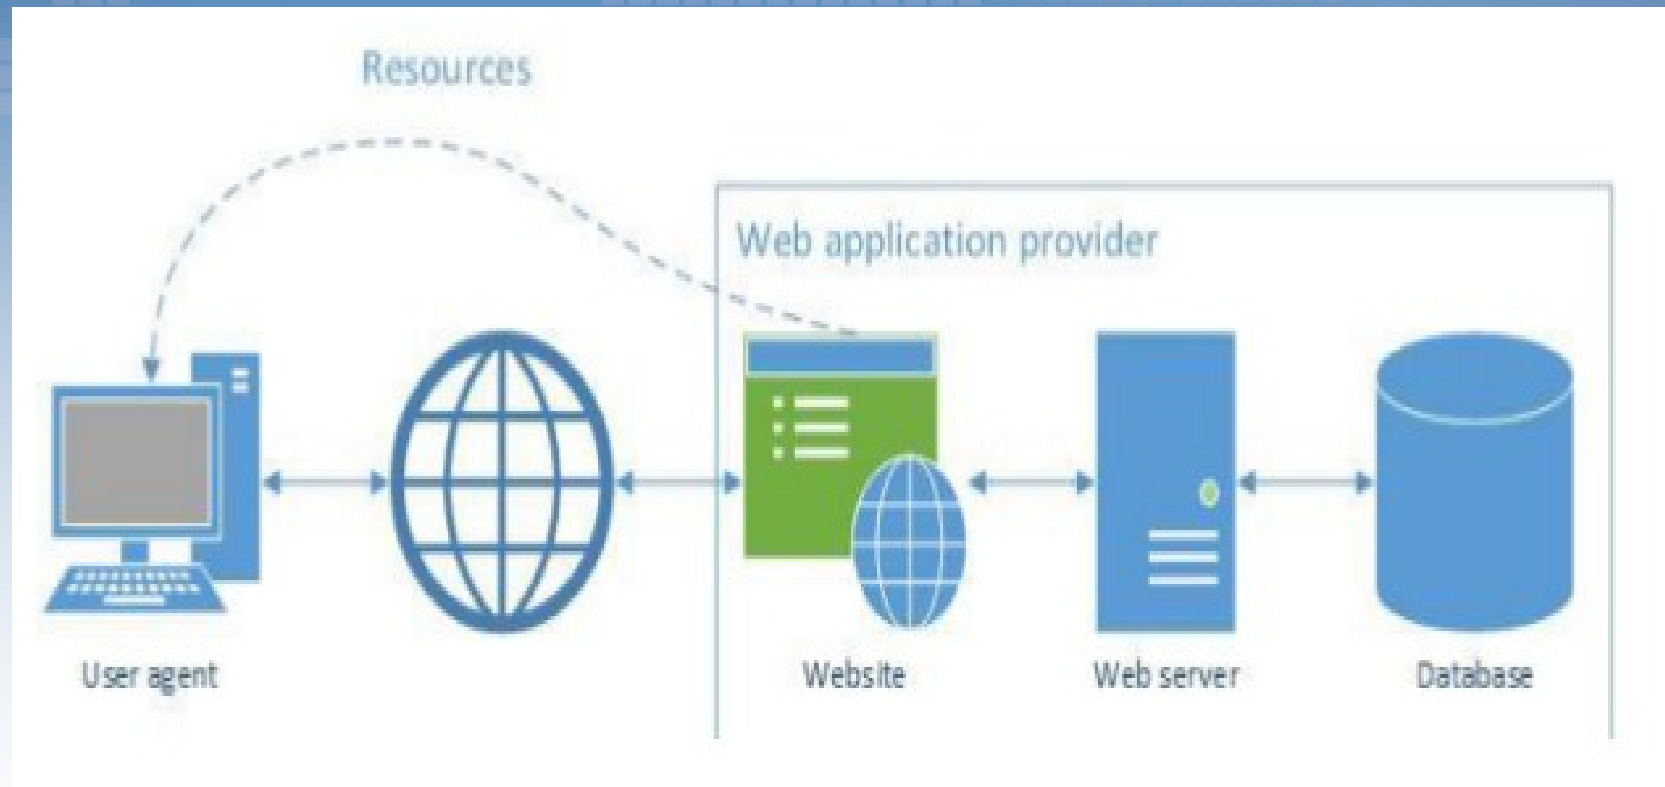 Resources
Web application provider
User agent
Website
Web server
Database